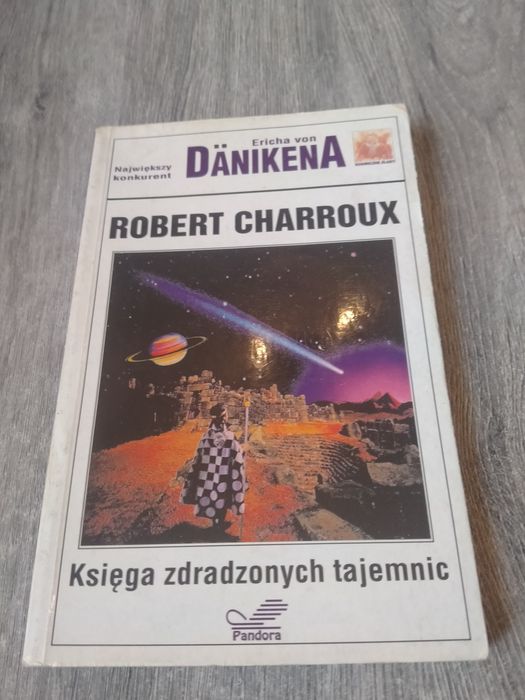 Największy
konkurent
Ericha von
DÄNIKENA
ROBERT CHARROUX
Księga zdradzonych tajemnic
Pandora